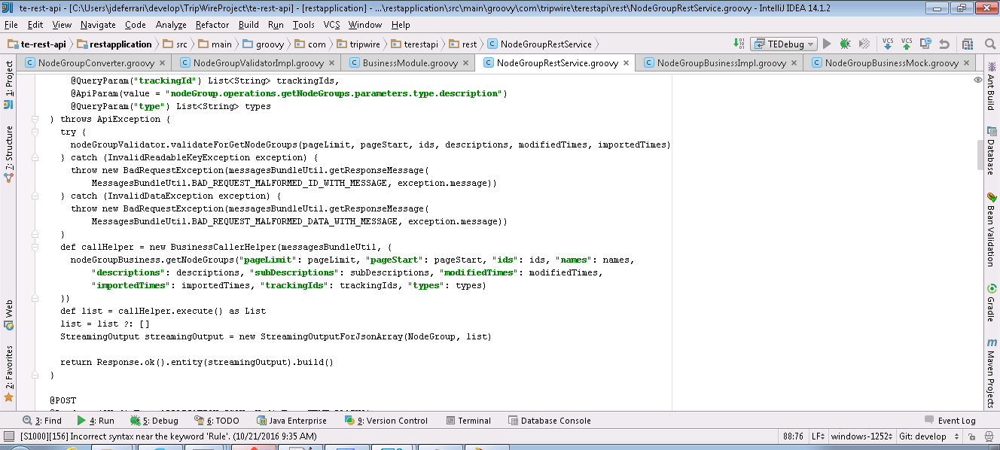 te-rest-api - [C:\Users\jdeferrari\develop\TripWireProject\te-rest-api] - [restapplication] - ...\restapplication\src\main\groovy\com\tripwire\terestapi\rest\NodeGroupRestService.groovy - IntelliJ IDEA 14.1.2
File Edit View Navigate Code Analyze Refactor Build Run Tools VCS Window Help
te-rest-api restapplication src main groovy com tripwire terestapi rest NodeGroupRestService TEDebug VCS VCS
NodeGroupConverter.groovy NodeGroupValidatorImpl.groovy BusinessModule.groovy NodeGroupRestService.groovy NodeGroupBusinessImpl.groovy NodeGroupBusinessMock.groovy
1: Project
7: Structure
Web
2: Favorites
@QueryParam("trackingId") List<String> trackingIds,
@ApiParam(value = "nodeGroup.operations.getNodeGroups.parameters.type.description")
@QueryParam("type") List<String> types
) throws ApiException {
try {
nodeGroupValidator.validateForGetNodeGroups(pageLimit, pageStart, ids, descriptions, modifiedTimes, importedTimes)
} catch (InvalidReadableKeyException exception) {
throw new BadRequestException(messagesBundleUtil.getResponseMessage(
MessagesBundleUtil.BAD_REQUEST_MALFORMED_ID_WITH_MESSAGE, exception.message))
} catch (InvalidDataException exception) {
throw new BadRequestException(messagesBundleUtil.getResponseMessage(
MessagesBundleUtil.BAD_REQUEST_MALFORMED_DATA_WITH_MESSAGE, exception.message))
}
def callHelper = new BusinessCallerHelper(messagesBundleUtil, {
nodeGroupBusiness.getNodeGroups("pageLimit": pageLimit, "pageStart": pageStart, "ids": ids, "names": names,
"descriptions": descriptions, "subDescriptions": subDescriptions, "modifiedTimes": modifiedTimes,
"importedTimes": importedTimes, "trackingIds": trackingIds, "types": types)
})
def list = callHelper.execute() as List
list = list ?: []
StreamingOutput streamingOutput = new StreamingOutputForJsonArray(NodeGroup, list)
return Response.ok().entity(streamingOutput).build()
}
@POST
Ant Build
Database
Bean Validation
Gradle
Maven Projects
3: Find 4: Run 5: Debug 6: TODO Java Enterprise 9: Version Control Terminal Database Console Event Log
[S1000][156] Incorrect syntax near the keyword 'Rule'. (10/21/2016 9:35 AM) 88:76 LF windows-1252 Git: develop